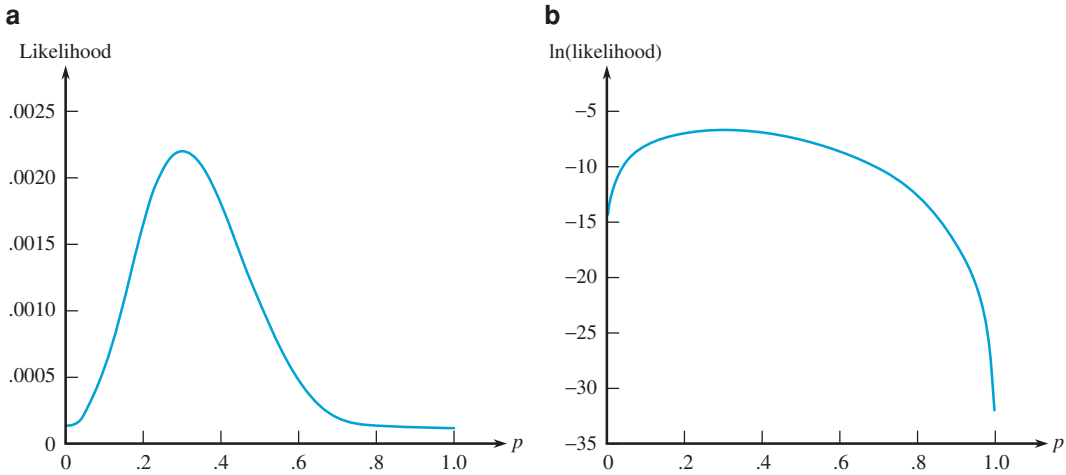 a
Likelihood
.0025
.0020
.0015
.0010
.0005
0
0 .2 .4 .6 .8 1.0 p
b
ln(likelihood)
−5
−10
−15
−20
−25
−30
−35
0 .2 .4 .6 .8 1.0 p